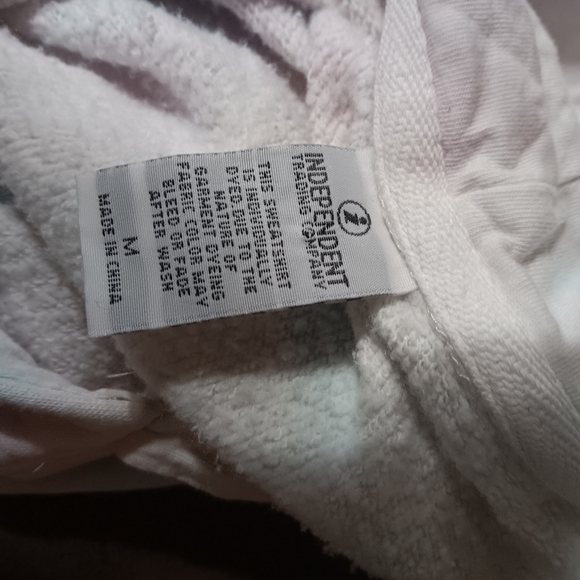 INDEPENDENT
TRADING COMPANY
THIS SWEATSHIRT
IS INDIVIDUALLY
DYED. DUE TO THE
NATURE OF
GARMENT DYEING
FABRIC COLOR MAY
BLEED OR FADE
AFTER WASH
M
MADE IN CHINA